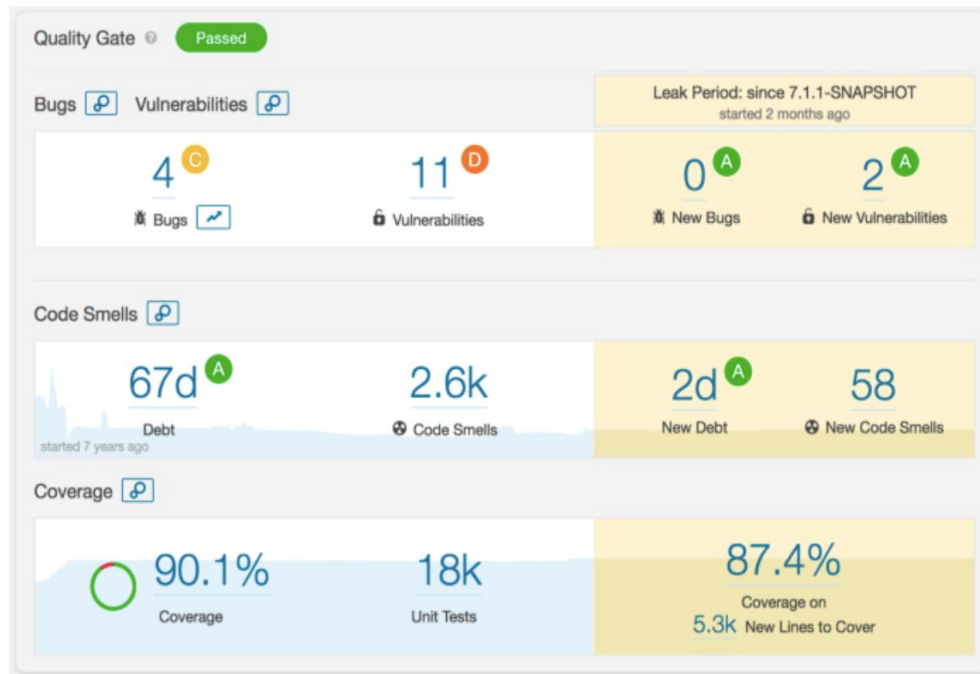 Quality Gate ? Passed
Bugs Vulnerabilities
Leak Period: since 7.1.1-SNAPSHOT
started 2 months ago
4 C 11 D 0 A 2 A
Bugs Vulnerabilities New Bugs New Vulnerabilities
Code Smells
67d A 2.6k 2d A 58
Debt Code Smells New Debt New Code Smells
started 7 years ago
Coverage
90.1% 18k 87.4%
Coverage Unit Tests Coverage on
5.3k New Lines to Cover